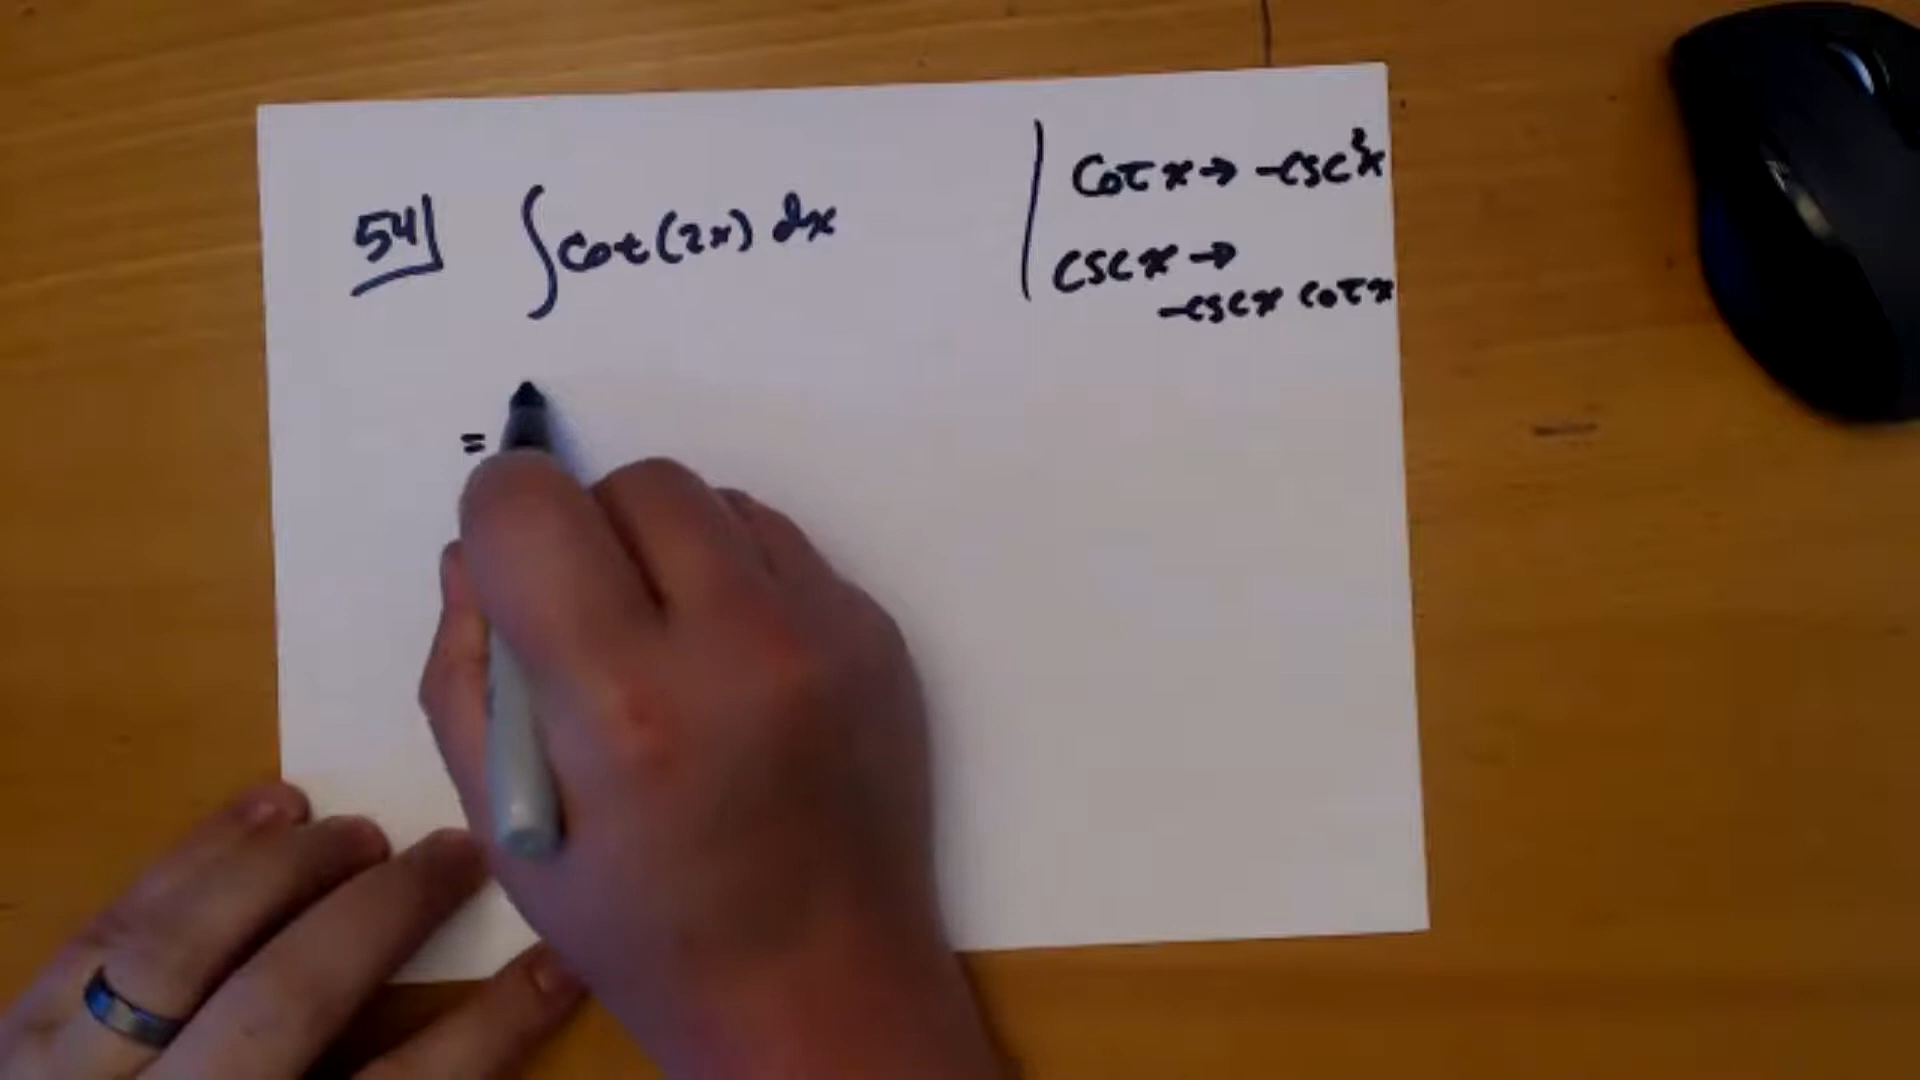 54 ∫cot(2x) dx
cot x → -csc²x
csc x →
-csc x cot x
=